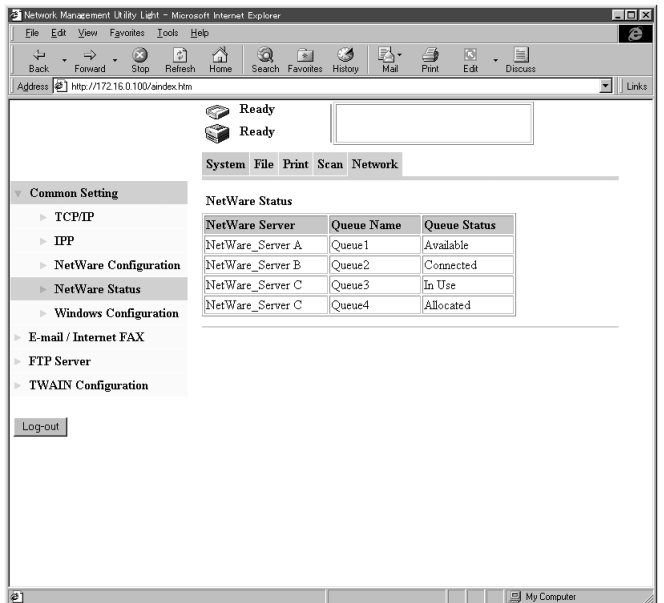 Network Management Utility Light - Microsoft Internet Explorer
File Edit View Favorites Tools Help
Back Forward Stop Refresh Home Search Favorites History Mail Print Edit Discuss
Address http://172.16.0.100/aindex.htm Links
Ready
Ready
System File Print Scan Network
Common Setting
TCP/IP
IPP
NetWare Configuration
NetWare Status
Windows Configuration
E-mail / Internet FAX
FTP Server
TWAIN Configuration
Log-out
NetWare Status
NetWare Server Queue Name Queue Status
NetWare_Server A Queue1 Available
NetWare_Server B Queue2 Connected
NetWare_Server C Queue3 In Use
NetWare_Server C Queue4 Allocated
My Computer